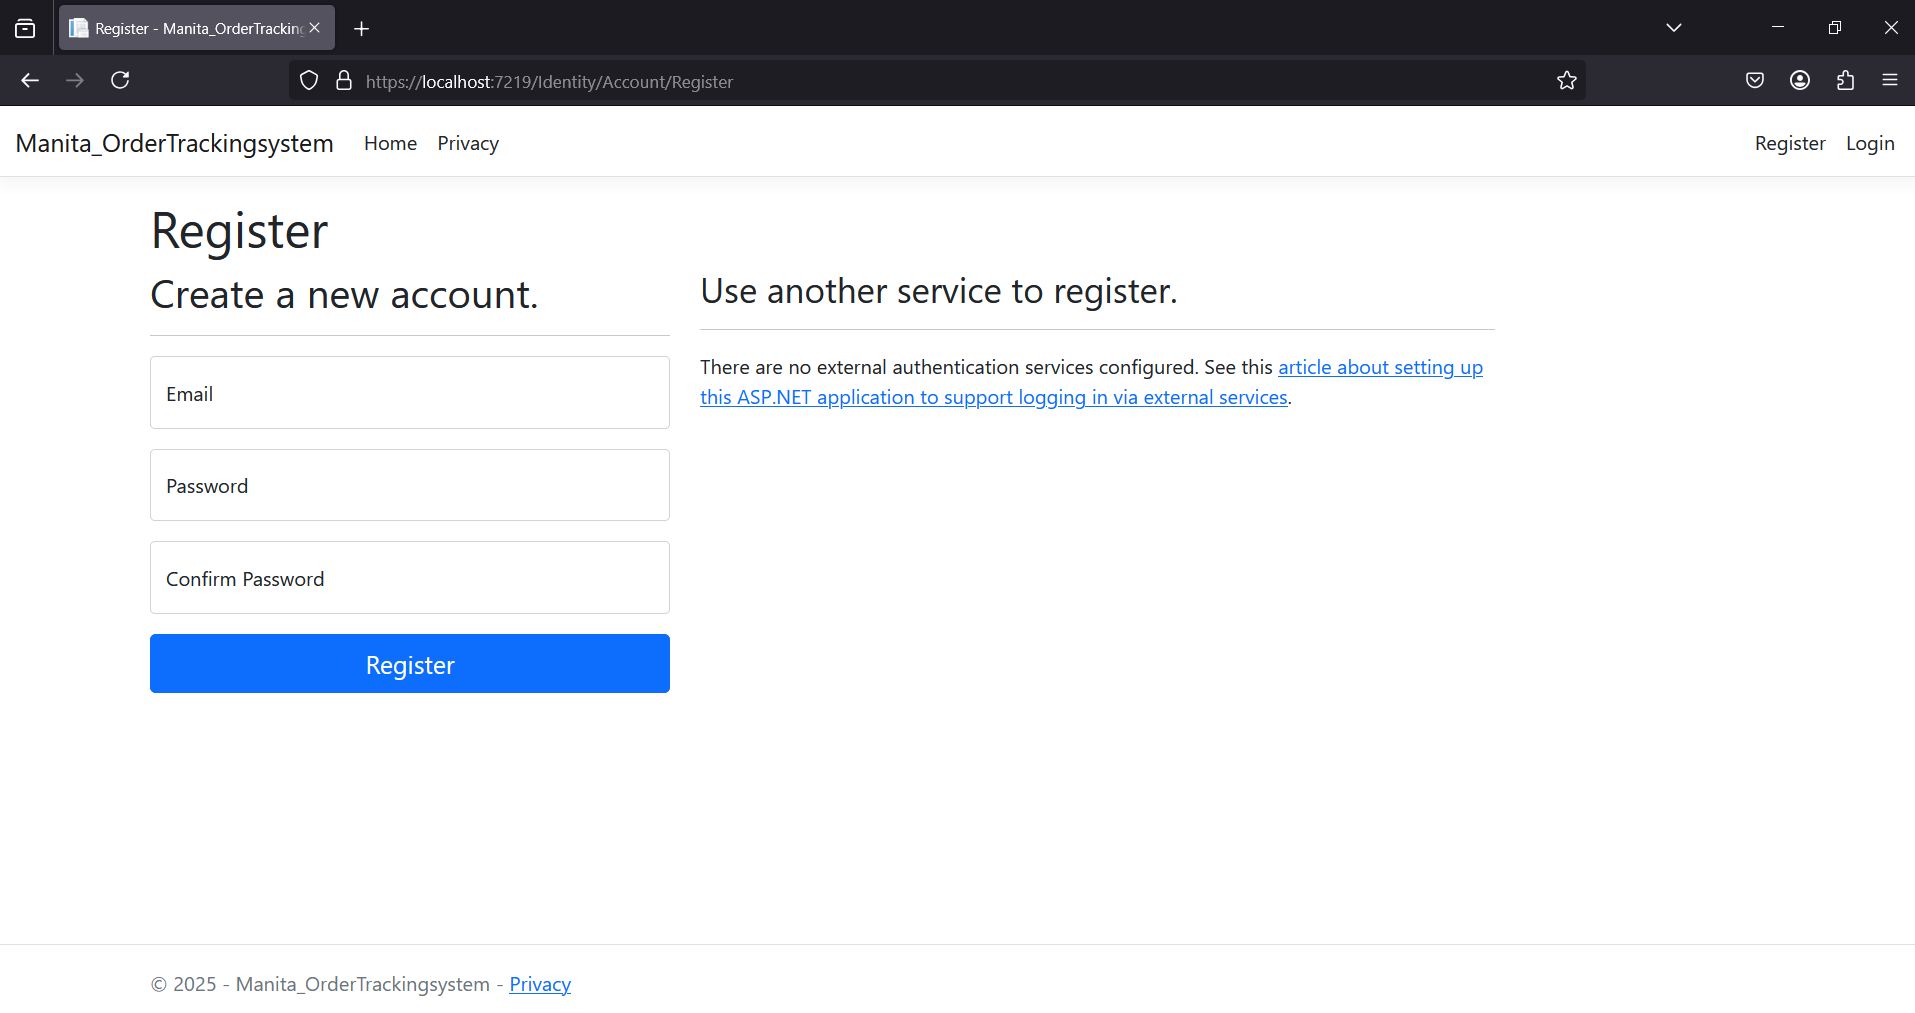 Register - Manita_OrderTracking
https://localhost:7219/Identity/Account/Register
Manita_OrderTrackingsystem
Home
Privacy
Register
Login
Register
Create a new account.
Email
Password
Confirm Password
Register
Use another service to register.
There are no external authentication services configured. See this article about setting up
this ASP.NET application to support logging in via external services.
© 2025 - Manita_OrderTrackingsystem - Privacy